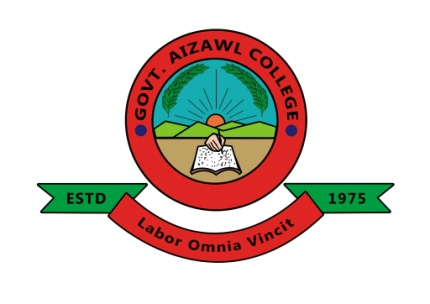 GOVT. AIZAWL COLLEGE
ESTD
1975
Labor Omnia Vincit